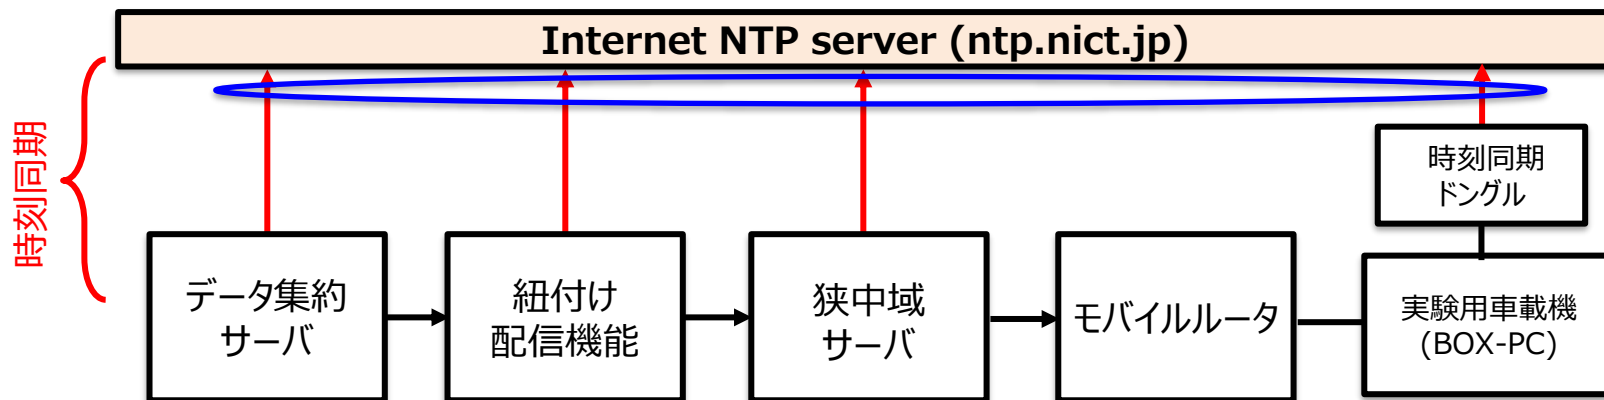 Internet NTP server (ntp.nict.jp)
時刻同期
時刻同期
ドングル
データ集約
サーバ
紐付け
配信機能
狭中域
サーバ
モバイルルータ
実験用車載機
(BOX-PC)